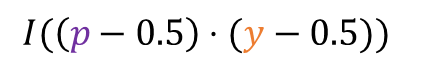 I((p − 0.5) · (y − 0.5))